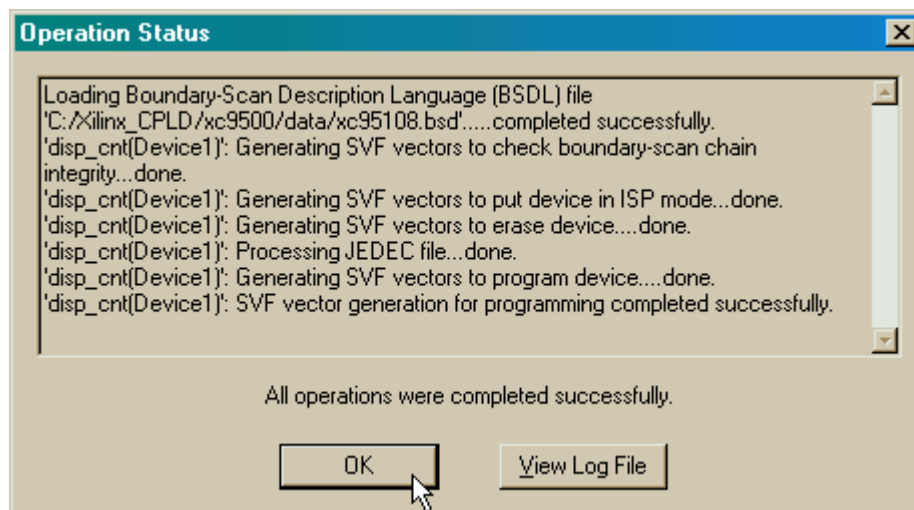 Operation Status
Loading Boundary-Scan Description Language (BSDL) file
'C:/Xilinx_CPLD/xc9500/data/xc95108.bsd'.....completed successfully.
'disp_cnt(Device1)': Generating SVF vectors to check boundary-scan chain
integrity...done.
'disp_cnt(Device1)': Generating SVF vectors to put device in ISP mode...done.
'disp_cnt(Device1)': Generating SVF vectors to erase device....done.
'disp_cnt(Device1)': Processing JEDEC file...done.
'disp_cnt(Device1)': Generating SVF vectors to program device....done.
'disp_cnt(Device1)': SVF vector generation for programming completed successfully.
All operations were completed successfully.
OK
View Log File